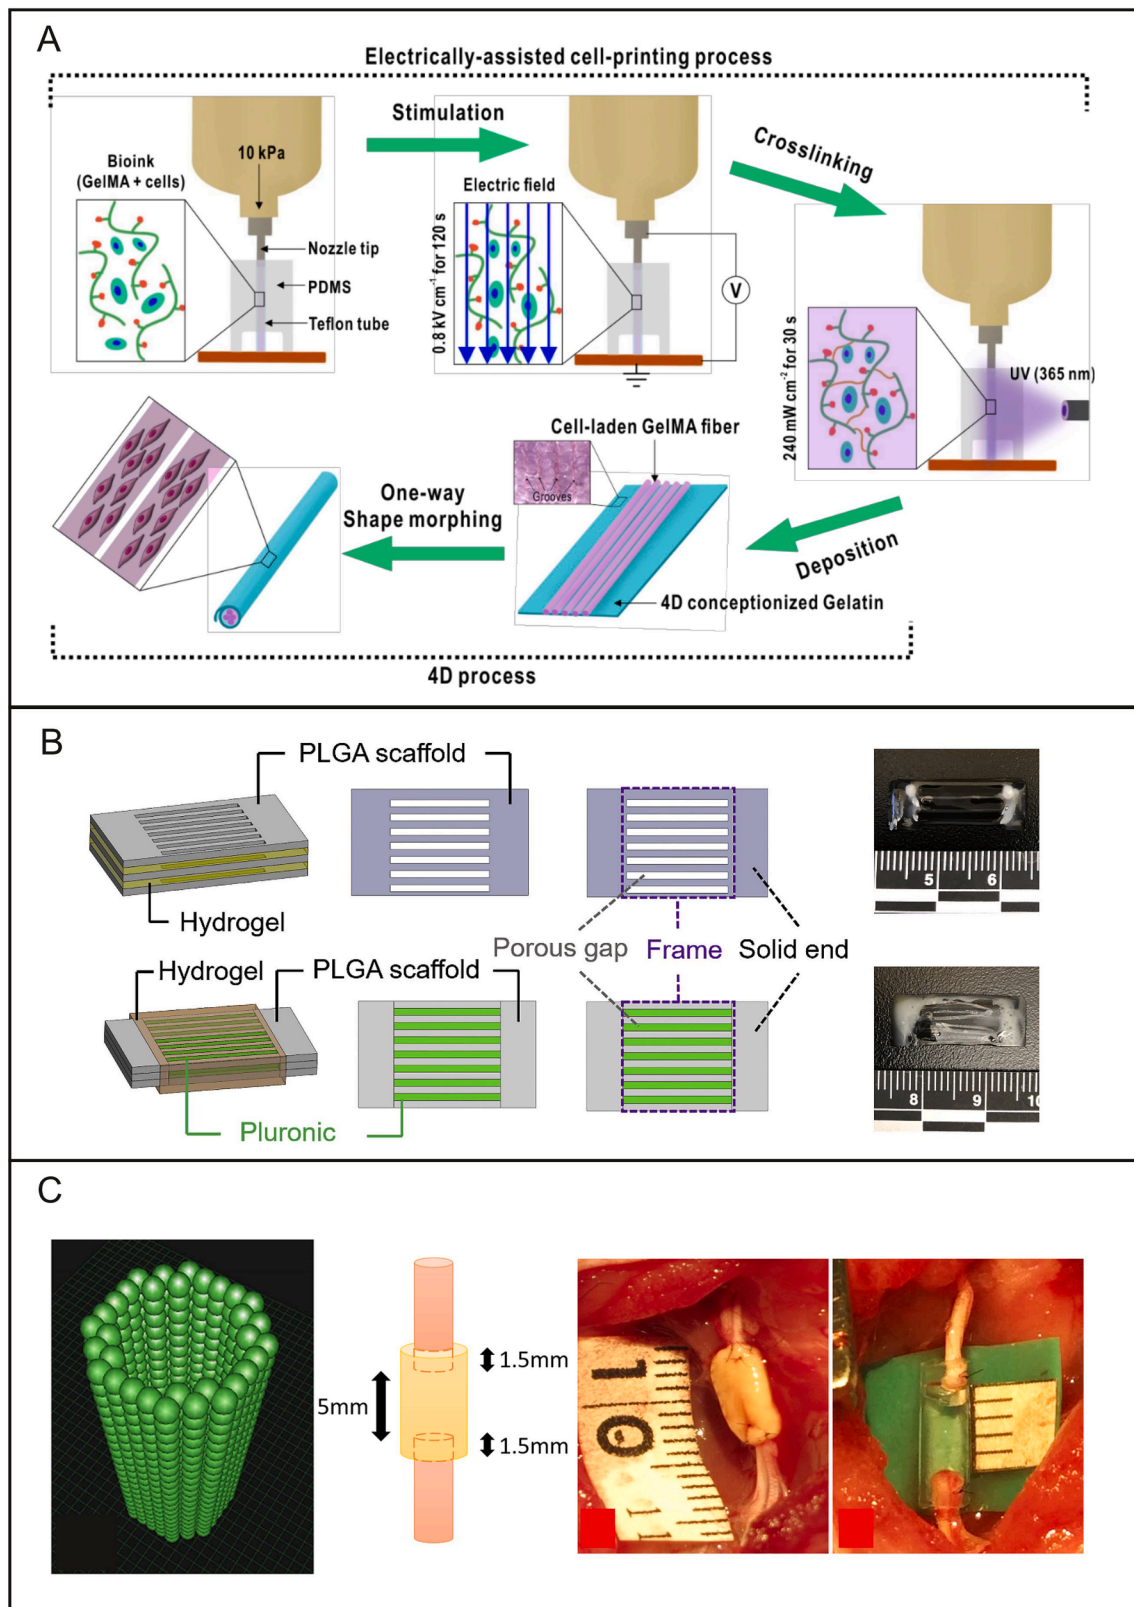 A
Electrically-assisted cell-printing process
Bioink
(GelMA + cells)
10 kPa
Nozzle tip
PDMS
Teflon tube
Stimulation
Electric field
0.8 kV cm⁻¹ for 120 s
V
Crosslinking
240 mW cm⁻² for 30 s
UV (365 nm)
Deposition
Cell-laden GelMA fiber
Grooves
4D conceptionized Gelatin
One-way
Shape morphing
4D process
B
PLGA scaffold
Hydrogel
Hydrogel
PLGA scaffold
Pluronic
Porous gap
Frame
Solid end
5 6
8 9 10
C
5mm
1.5mm
1.5mm
1
0
1